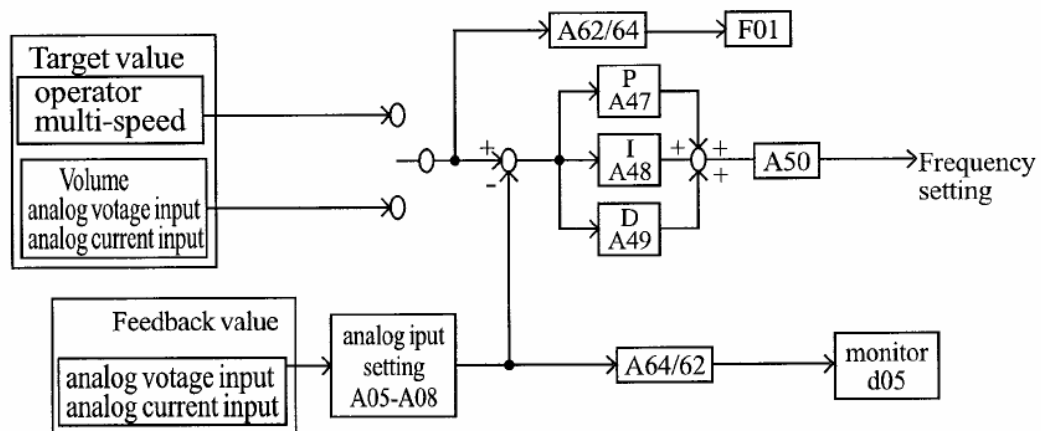 Target value
operator
multi-speed
Volume
analog votage input
analog current input
A62/64
F01
P
A47
I
A48
D
A49
+
-
+
+
+
A50
Frequency
setting
Feedback value
analog votage input
analog current input
analog iput
setting
A05-A08
A64/62
monitor
d05